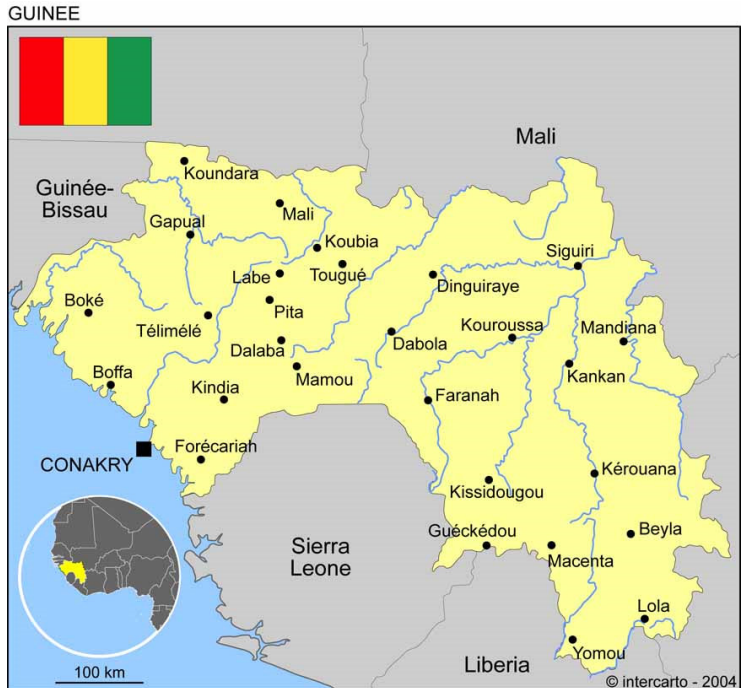 GUINEE
Mali
Koundara
Guinée-
Bissau
Mali
Gapual
Koubia
Siguiri
Labe
Tougué
Dinguiraye
Boké
Pita
Télimélé
Kouroussa
Mandiana
Dabola
Dalaba
Boffa
Mamou
Kankan
Kindia
Faranah
Forécariah
CONAKRY
Kérouana
Kissidougou
Guéckédou
Beyla
Sierra
Leone
Macenta
Lola
Yomou
Liberia
100 km
© intercarto - 2004